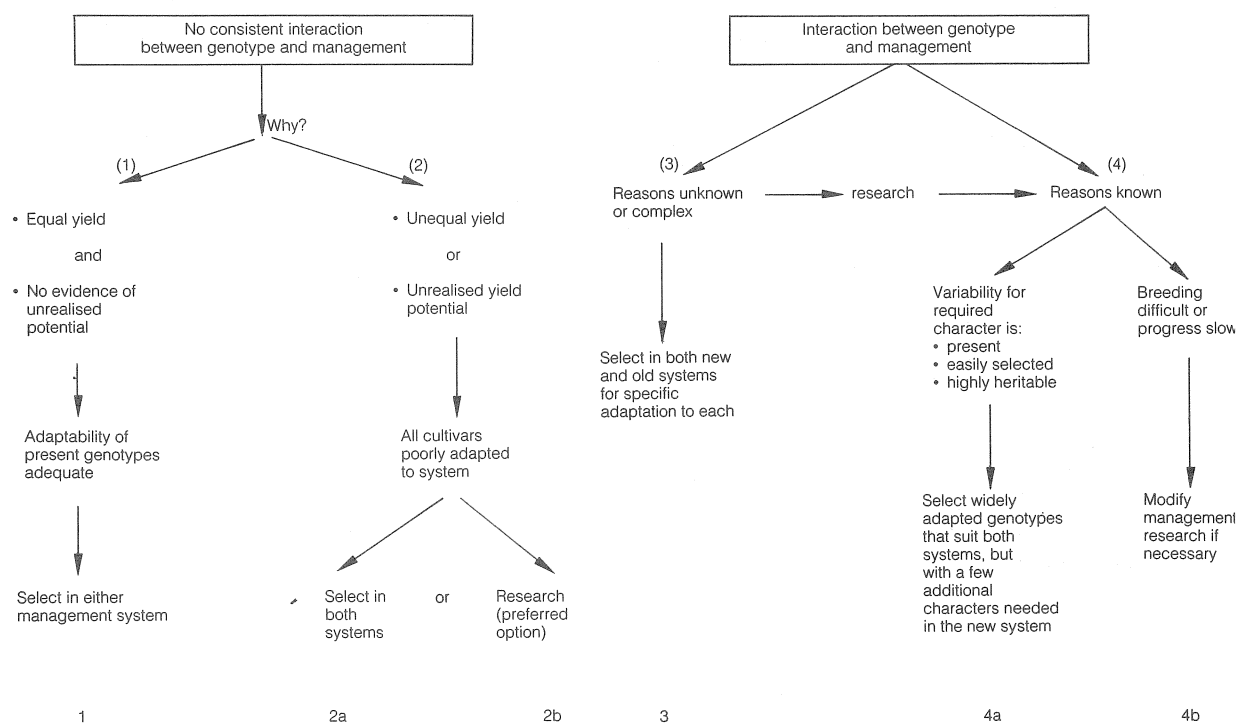 No consistent interaction
between genotype and management
Why?
(1)
• Equal yield
and
• No evidence of
unrealised
potential
Adaptability of
present genotypes
adequate
Select in either
management system
(2)
• Unequal yield
or
• Unrealised yield
potential
All cultivars
poorly adapted
to system
Select in
both
systems
or
Research
(preferred
option)
Interaction between genotype
and management
(3)
Reasons unknown
or complex
research
Select in both new
and old systems
for specific
adaptation to each
(4)
Reasons known
Variability for
required
character is:
• present
• easily selected
• highly heritable
Select widely
adapted genotypes
that suit both
systems, but
with a few
additional
characters needed
in the new system
Breeding
difficult or
progress slow
Modify
management
research if
necessary
1
2a
2b
3
4a
4b